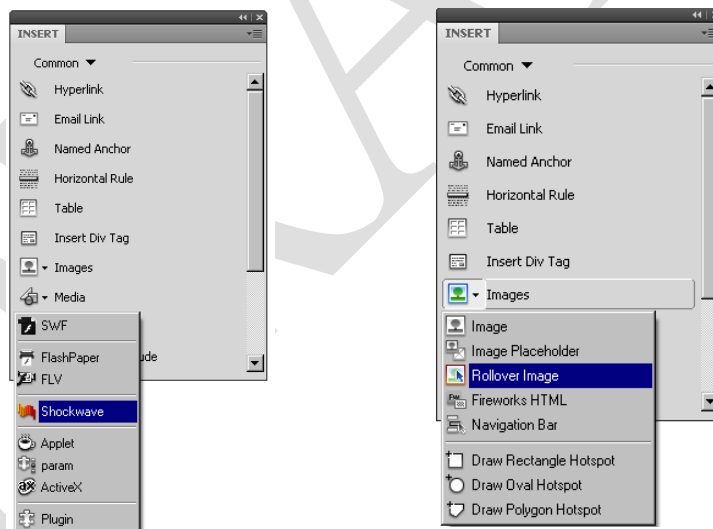 INSERT
Common
Hyperlink
Email Link
Named Anchor
Horizontal Rule
Table
Insert Div Tag
Images
Media
SWF
FlashPaper
ude
FLV
Shockwave
Applet
param
ActiveX
Plugin
INSERT
Common
Hyperlink
Email Link
Named Anchor
Horizontal Rule
Table
Insert Div Tag
Images
Image
Image Placeholder
Rollover Image
Fireworks HTML
Navigation Bar
Draw Rectangle Hotspot
Draw Oval Hotspot
Draw Polygon Hotspot